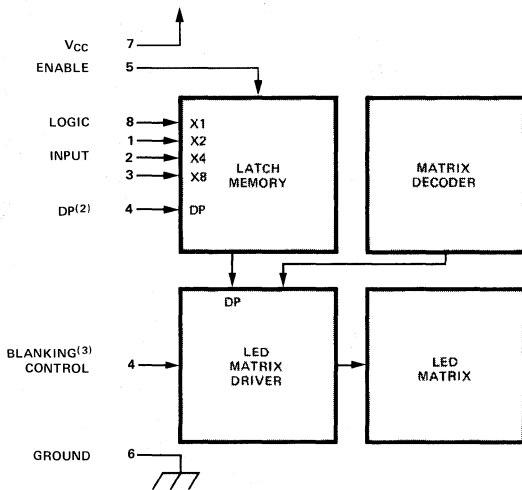 VCC 7
ENABLE 5
LOGIC 8 X1
1 X2
INPUT 2 X4
3 X8
DP(2) 4 DP
LATCH
MEMORY
MATRIX
DECODER
DP
BLANKING(3)
CONTROL 4
LED
MATRIX
DRIVER
LED
MATRIX
GROUND 6